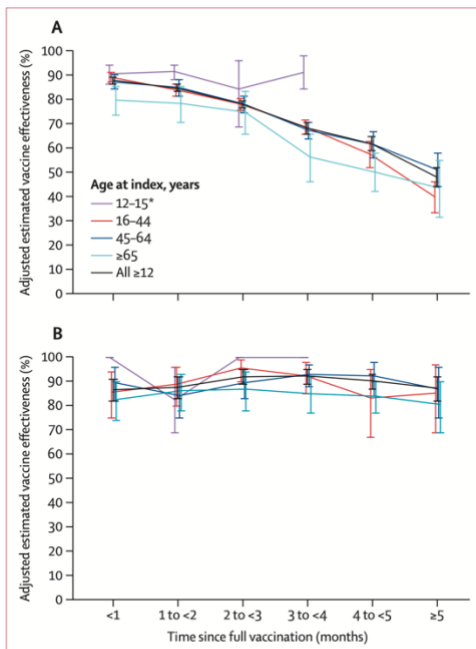 A
Adjusted estimated vaccine effectiveness (%)
100
90
80
70
60
50
40
30
20
10
0
Age at index, years
12–15*
16–44
45–64
≥65
All ≥12
B
Adjusted estimated vaccine effectiveness (%)
100
90
80
70
60
50
40
30
20
10
0
<1
1 to <2
2 to <3
3 to <4
4 to <5
≥5
Time since full vaccination (months)